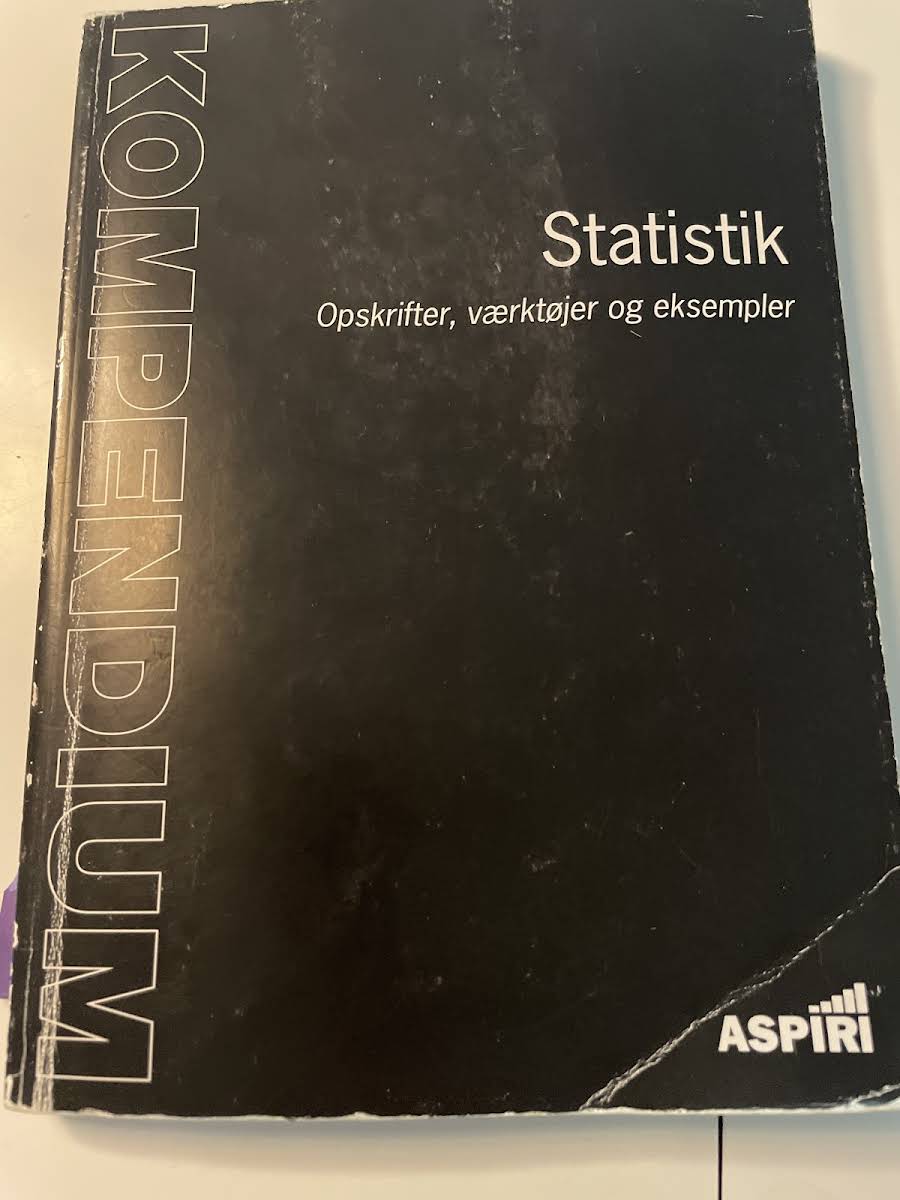 KOMPENDIUM
Statistik
Opskrifter, værktøjer og eksempler
ASPIRI